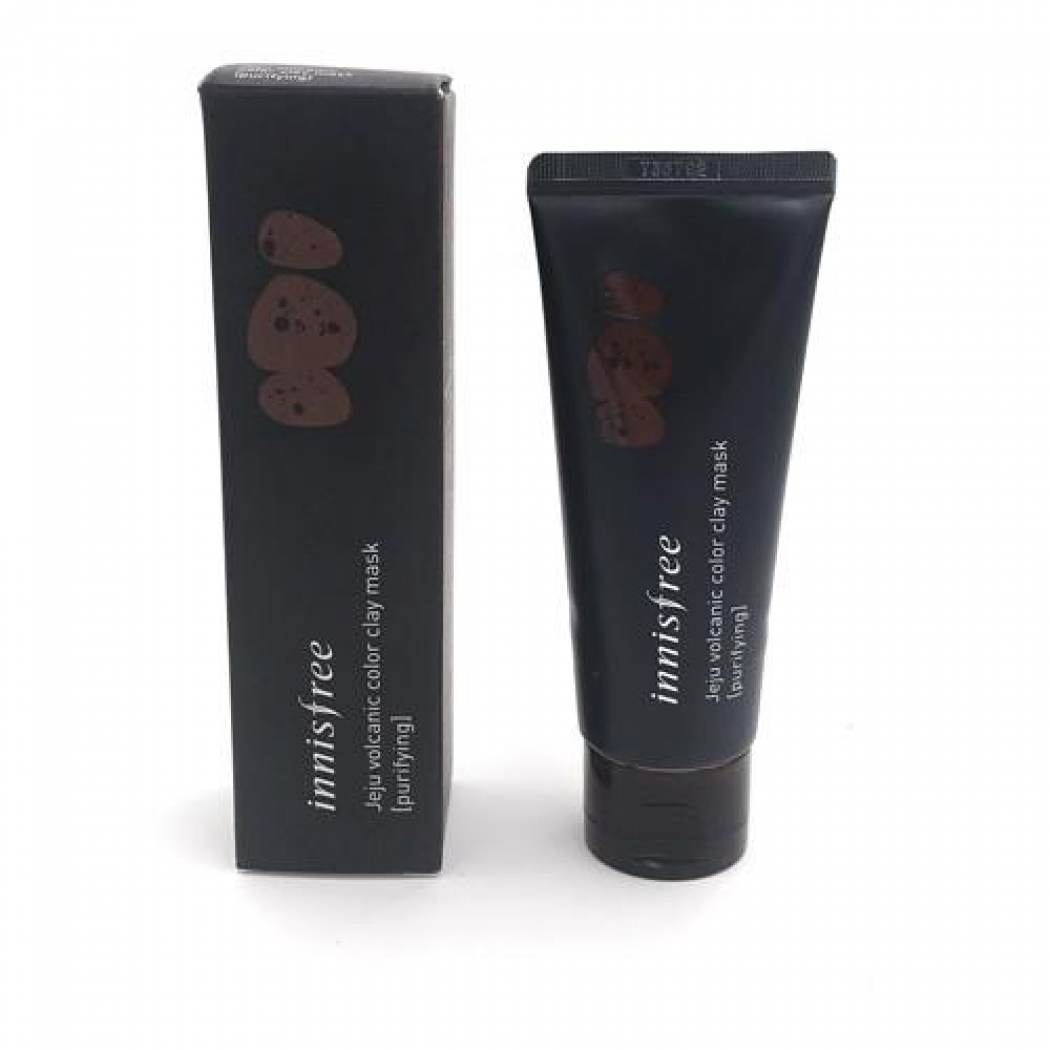 innisfree
Jeju volcanic color clay mask
[purifying]
innisfree
Jeju volcanic color clay mask
[purifying]